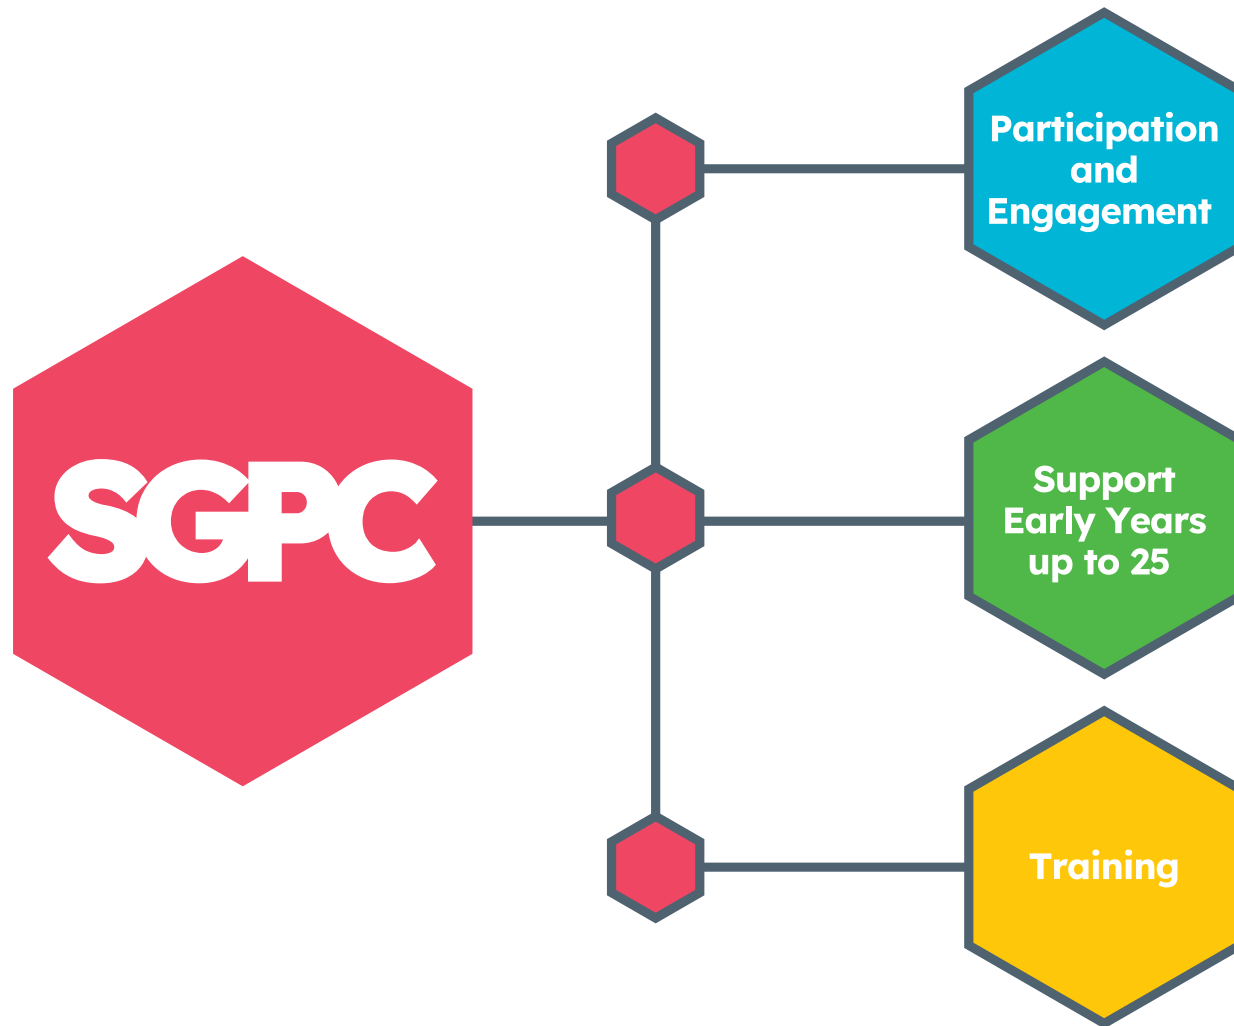 SGPC
Participation
and
Engagement
Support
Early Years
up to 25
Training